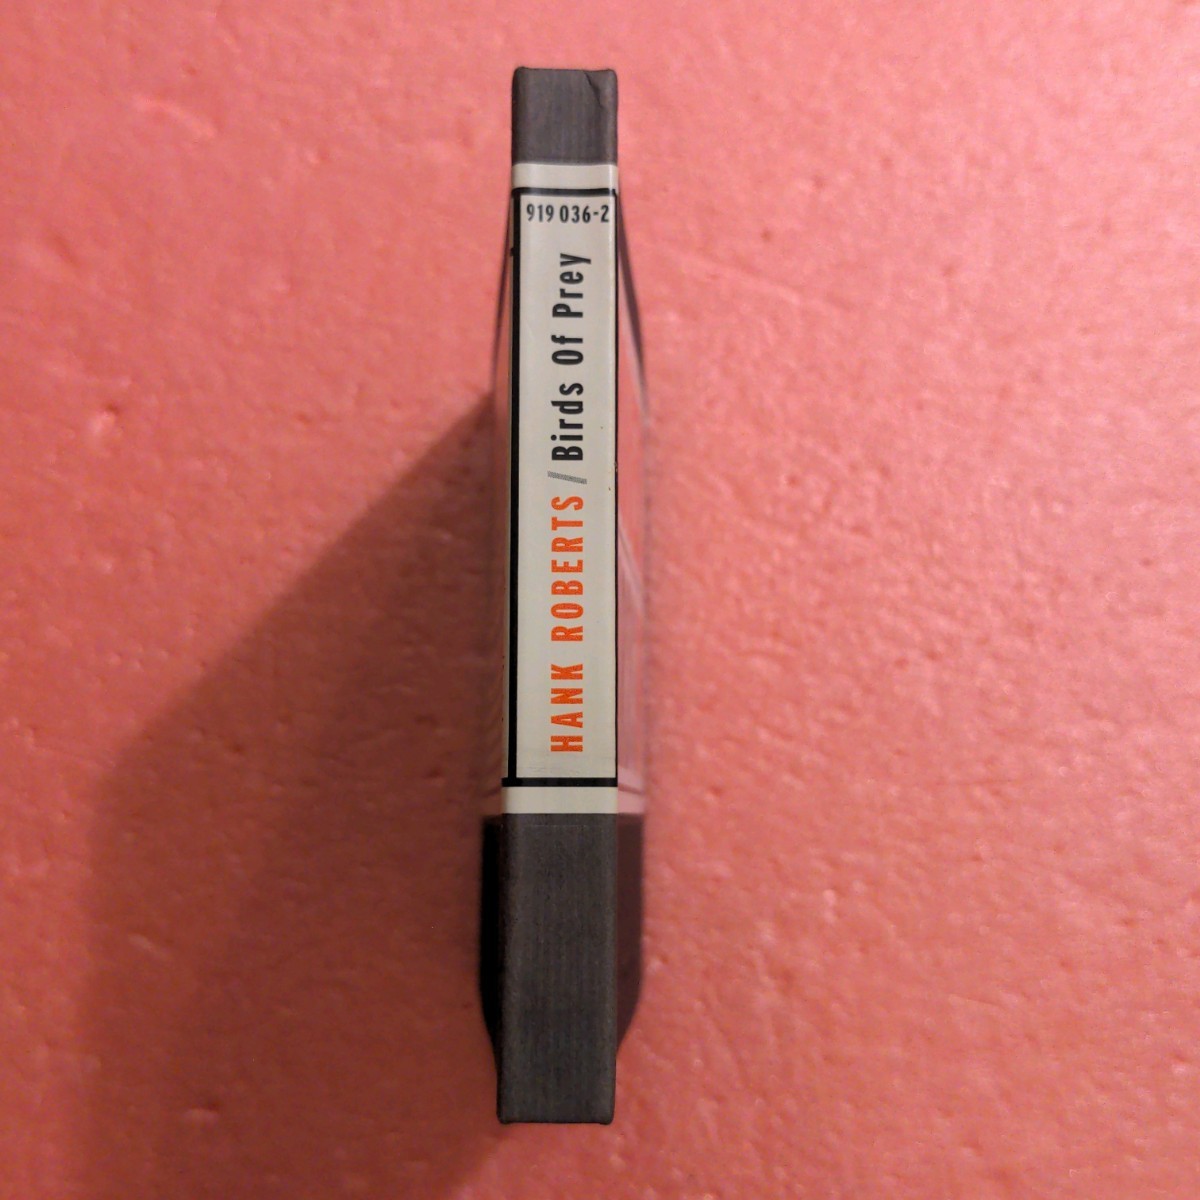 919 036-2
HANK ROBERTS / Birds Of Prey